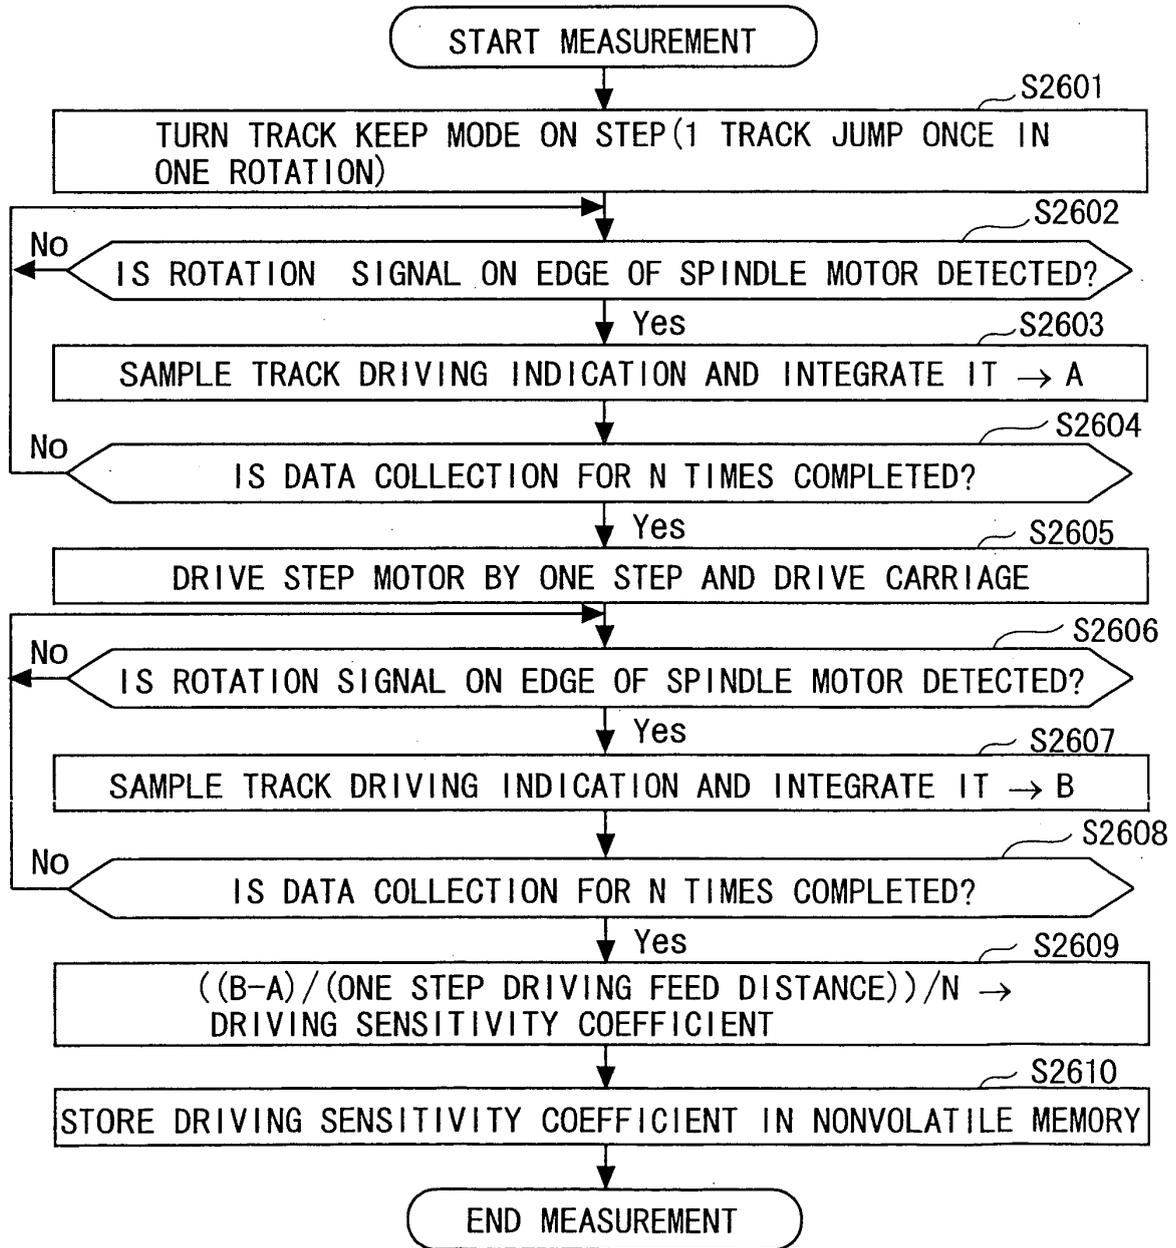 START MEASUREMENT
S2601
TURN TRACK KEEP MODE ON STEP(1 TRACK JUMP ONCE IN
ONE ROTATION)
S2602
No
IS ROTATION SIGNAL ON EDGE OF SPINDLE MOTOR DETECTED?
Yes
S2603
SAMPLE TRACK DRIVING INDICATION AND INTEGRATE IT → A
S2604
No
IS DATA COLLECTION FOR N TIMES COMPLETED?
Yes
S2605
DRIVE STEP MOTOR BY ONE STEP AND DRIVE CARRIAGE
S2606
No
IS ROTATION SIGNAL ON EDGE OF SPINDLE MOTOR DETECTED?
Yes
S2607
SAMPLE TRACK DRIVING INDICATION AND INTEGRATE IT → B
S2608
No
IS DATA COLLECTION FOR N TIMES COMPLETED?
Yes
S2609
((B-A)/(ONE STEP DRIVING FEED DISTANCE))/N →
DRIVING SENSITIVITY COEFFICIENT
S2610
STORE DRIVING SENSITIVITY COEFFICIENT IN NONVOLATILE MEMORY
END MEASUREMENT